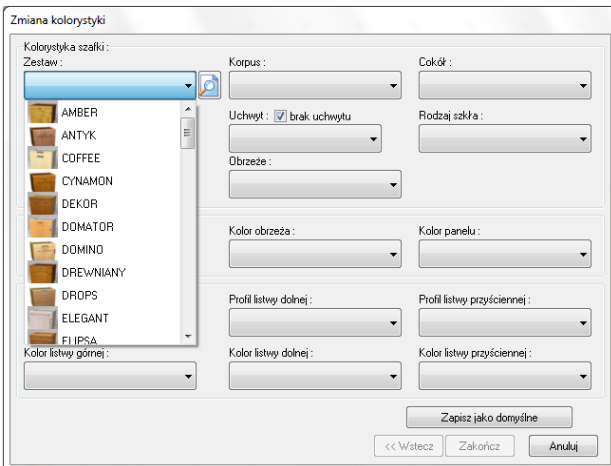 Zmiana kolorystyki
Kolorystyka szafki :
Zestaw :
Korpus :
Cokół :
AMBER
ANTYK
COFFEE
CYNAMON
DEKOR
DOMATOR
DOMINO
DREWNIANY
DROPS
ELEGANT
ELIPSA
Uchwyt : brak uchwytu
Rodzaj szkła :
Obrzeże :
Kolor obrzeża :
Kolor panelu :
Profil listwy dolnej :
Profil listwy przyściennej :
Kolor listwy górnej :
Kolor listwy dolnej :
Kolor listwy przyściennej :
Zapisz jako domyślne
<< Wstecz
Zakończ
Anuluj